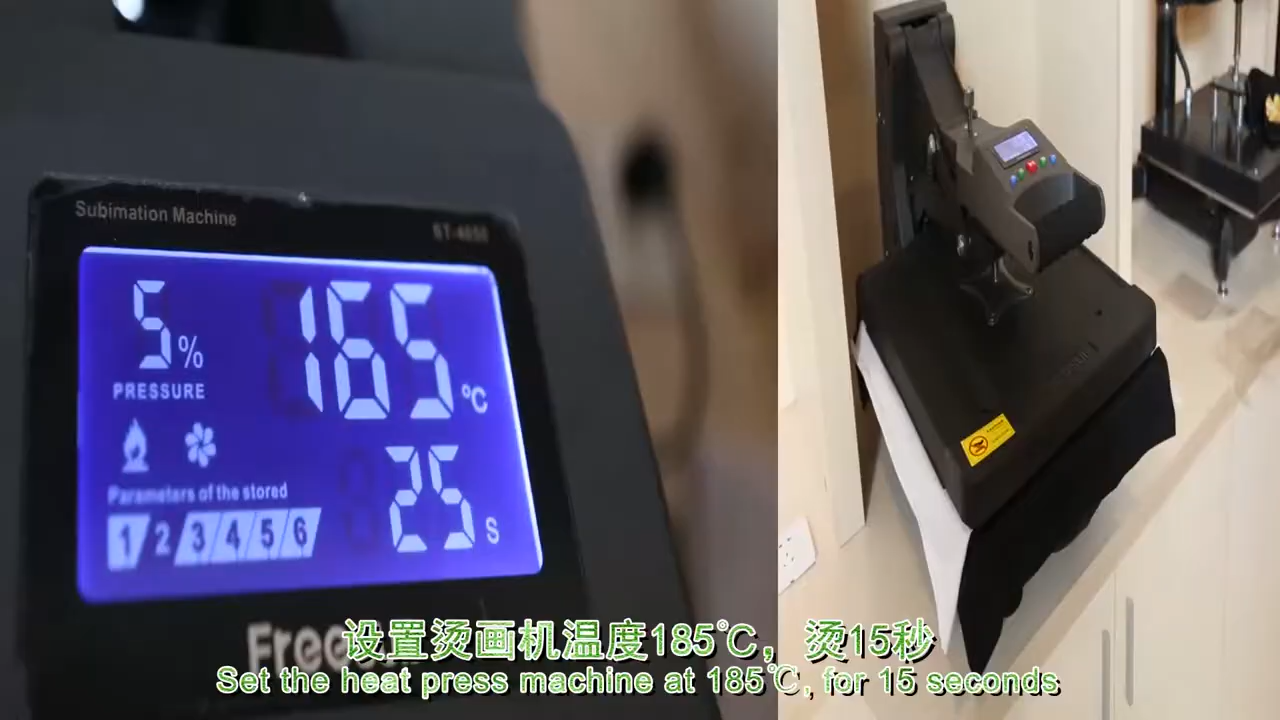 Subimation Machine
ST-4050
5%
165°C
PRESSURE
Parameters of the stored
25 S
1 2 3 4 5 6
设置烫画机温度185℃，烫15秒
Set the heat press machine at 185℃, for 15 seconds